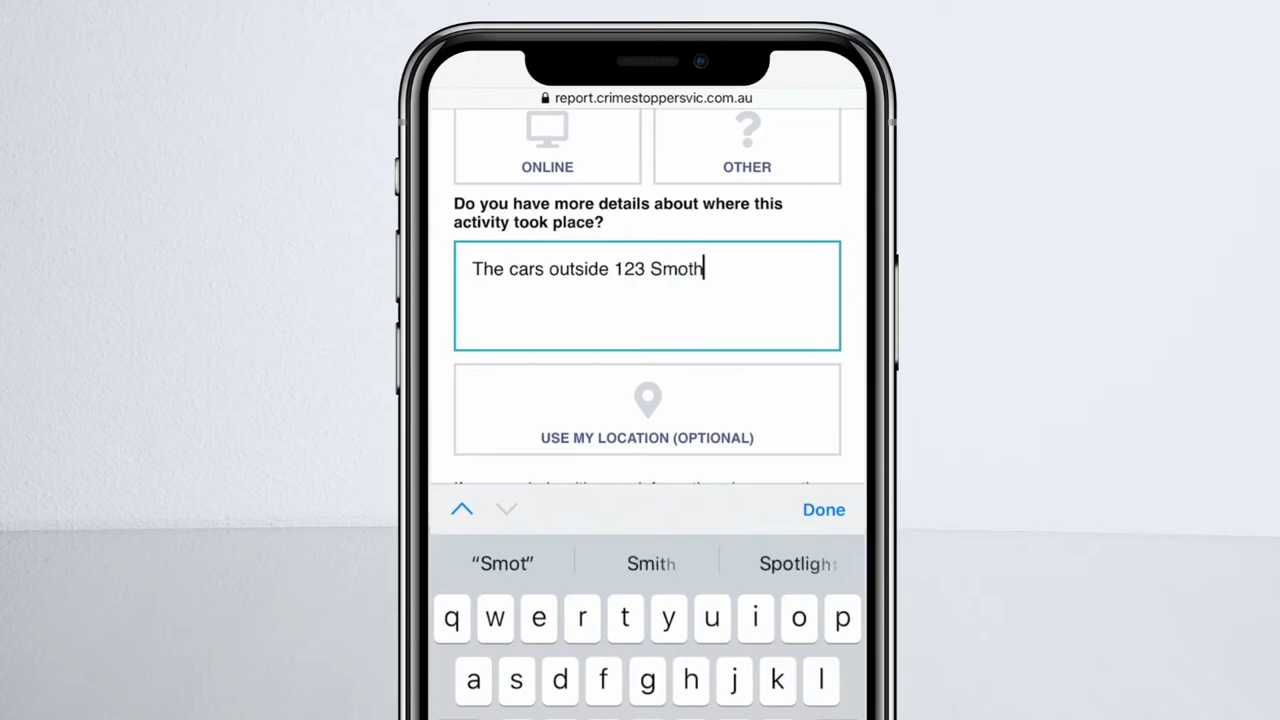 report.crimestoppersvic.com.au
ONLINE
OTHER
Do you have more details about where this
activity took place?
The cars outside 123 Smoth
USE MY LOCATION (OPTIONAL)
Done
“Smot” Smith Spotlight
q w e r t y u i o p
a s d f g h j k l